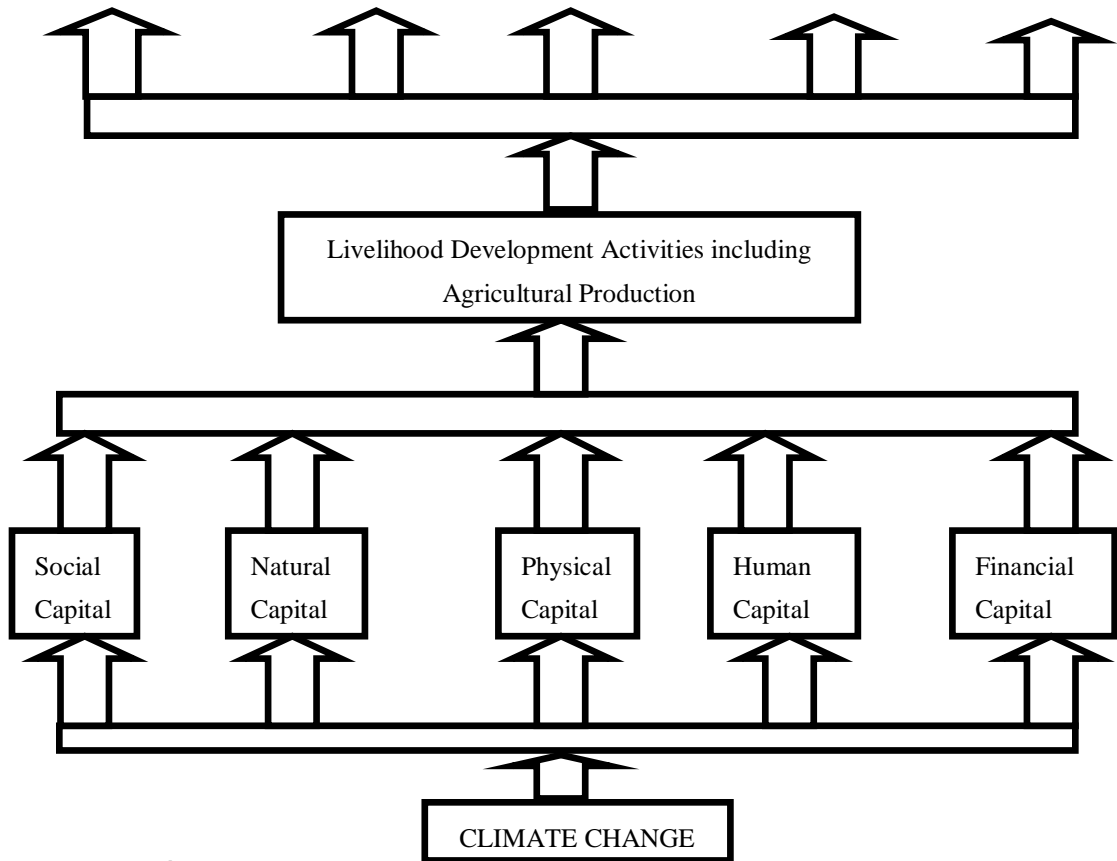 Livelihood Development Activities including
Agricultural Production
Social
Capital
Natural
Capital
Physical
Capital
Human
Capital
Financial
Capital
CLIMATE CHANGE